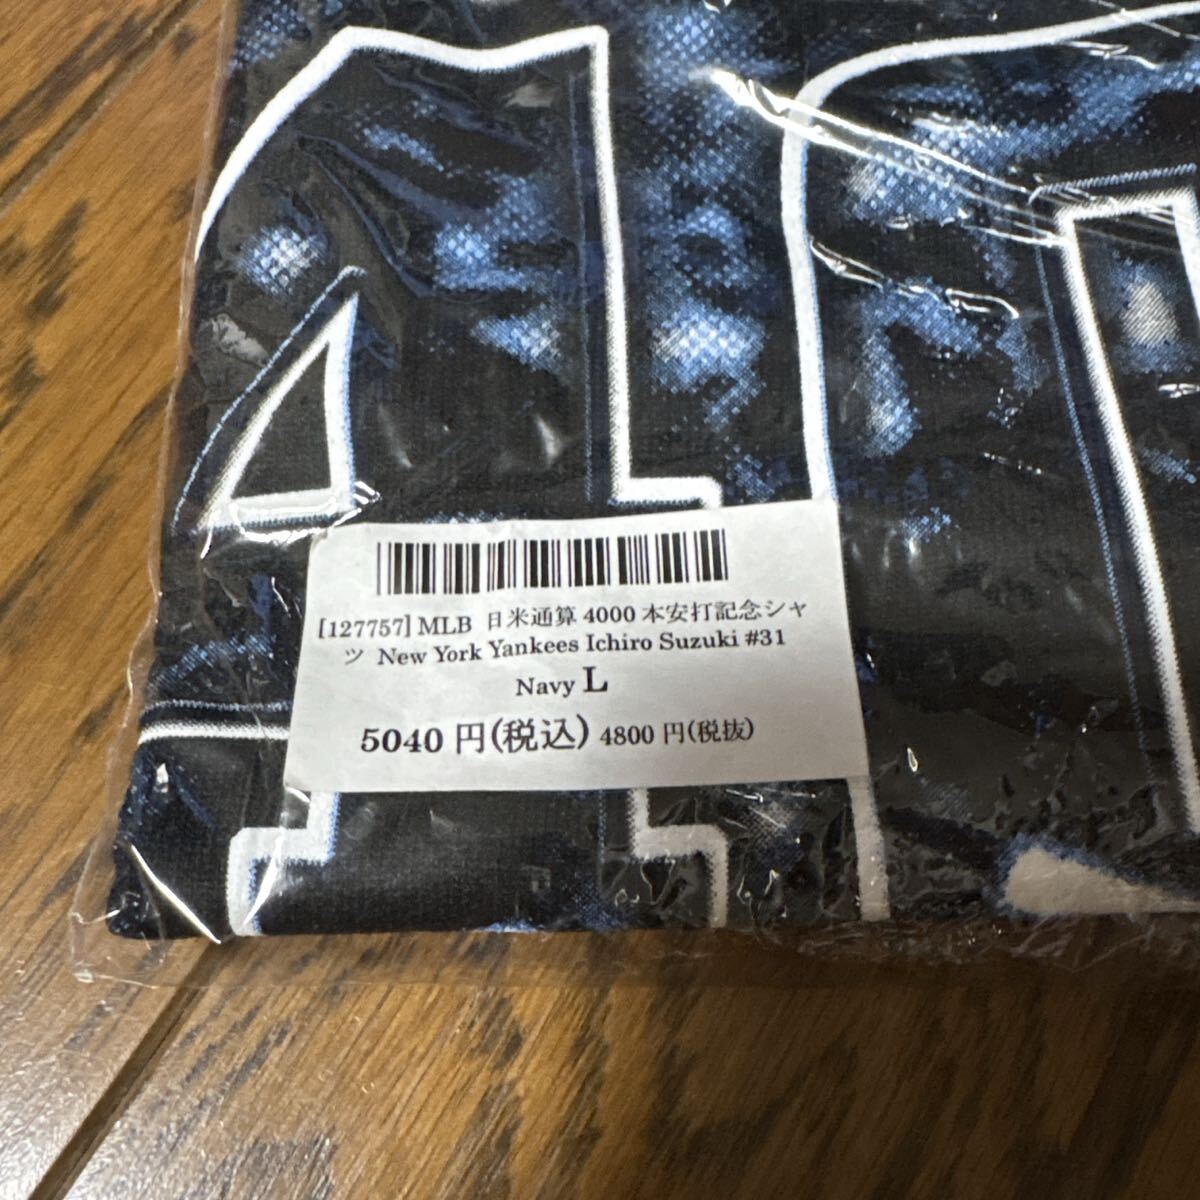 40
[127757] MLB 日米通算 4000 本安打記念シャ
ツ New York Yankees Ichiro Suzuki #31
Navy L
5040 円(税込) 4800 円(税抜)